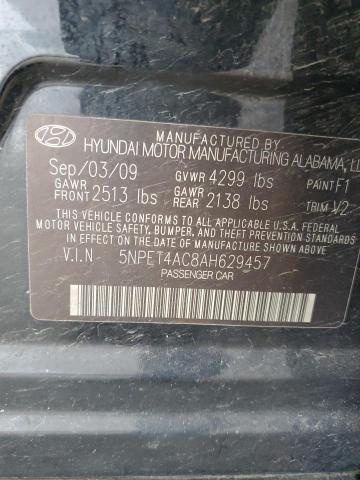 MANUFACTURED BY
HYUNDAI MOTOR MANUFACTURING ALABAMA,
Sep/03/09 GVWR 4299 lbs PAINT F1
GAWR FRONT 2513 lbs GAWR REAR 2138 lbs TRIM V2
THIS VEHICLE CONFORMS TO ALL APPLICABLE U.S. FEDERAL
MOTOR VEHICLE SAFETY, BUMPER, AND THEFT PREVENTION STANDARDS
IN EFFECT ON THE DATE OF MANUFACTURE SHOWN ABOVE.
V.I.N 5NPET4AC8AH629457
PASSENGER CAR